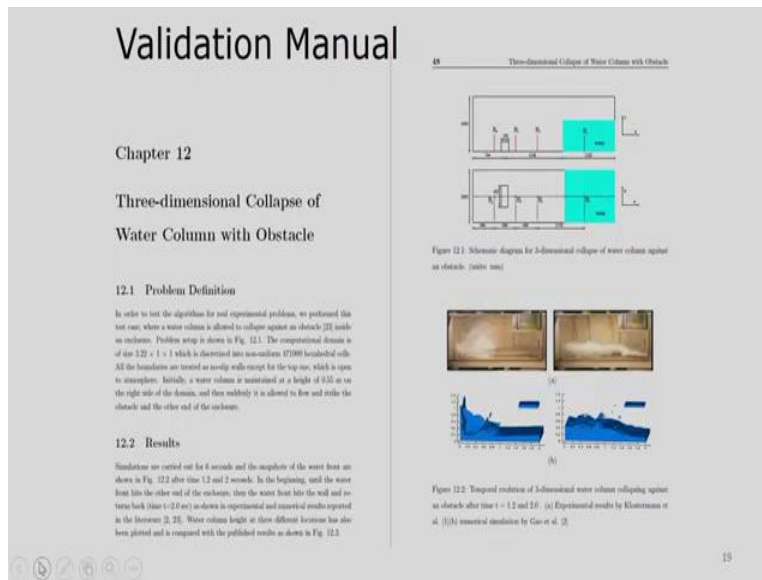 Validation Manual
Chapter 12
Three-dimensional Collapse of
Water Column with Obstacle
12.1 Problem Definition
In order to test the algorithms for real experimental problems, we performed this
test case, where a water column is allowed to collapse against an obstacle [23] inside
an enclosure. Problem setup is shown in Fig. 12.1. The computational domain is
of size 3.22 × 1 × 1 which is discretized into non-uniform 471000 hexahedral cells.
All the boundaries are treated as no-slip walls except for the top one, which is open
to atmosphere. Initially, a water column is maintained at a height of 0.55 m on
the right side of the domain, and then suddenly it is allowed to flow and strike the
obstacle and the other end of the enclosure.
12.2 Results
Simulations are carried out for 6 seconds and the snapshots of the water front are
shown in Fig. 12.2 after time 1.2 and 2 seconds. In the beginning, until the water
front hits the other end of the enclosure, then the water front hits the wall and re-
turns back (time t=2.0 sec) as shown in experimental and numerical results reported
in the literature [2, 23]. Water column height at three different locations has also
been plotted and is compared with the published results as shown in Fig. 12.3.
48 Three-dimensional Collapse of Water Column with Obstacle
Figure 12.1: Schematic diagram for 3-dimensional collapse of water column against
an obstacle. (units: mm)
(a)
(b)
Figure 12.2: Temporal evolution of 3-dimensional water column collapsing against
an obstacle after time t = 1.2 and 2.0 . (a) Experimental results by Kleefsman et
al. [1](b) numerical simulation by Gao et al. [2]
19